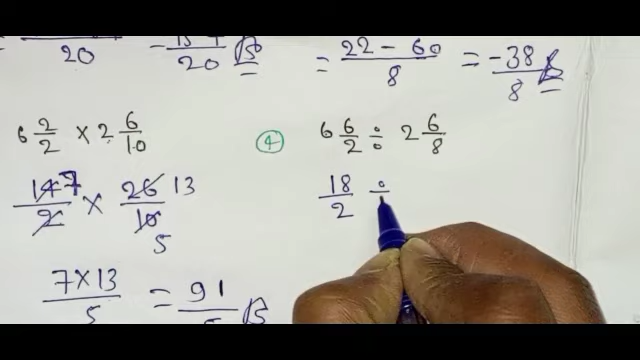 20
20
= 22 - 60 / 8 = -38 / 8
6 2/2 × 2 6/10
14 7 / 2 × 26 13 / 10 5
7×13 / 5 = 91
④ 6 6/2 ÷ 2 6/8
18/2 ÷